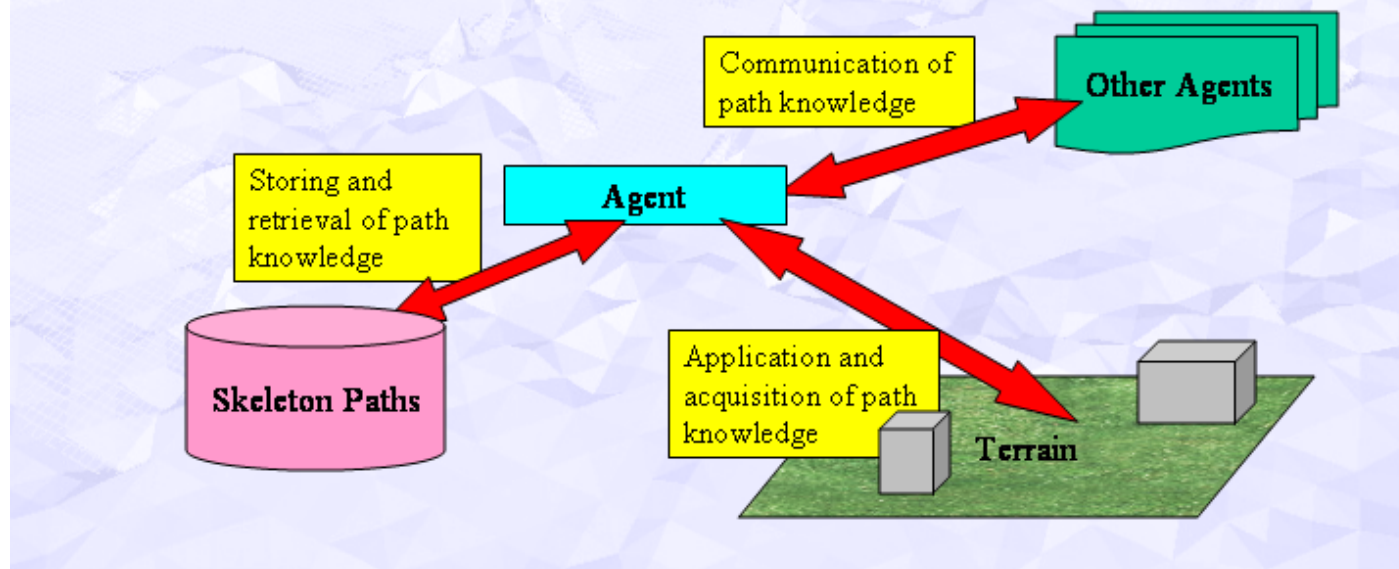 Communication of
path knowledge
Other Agents
Storing and
retrieval of path
knowledge
Agent
Application and
acquisition of path
knowledge
Skeleton Paths
Terrain